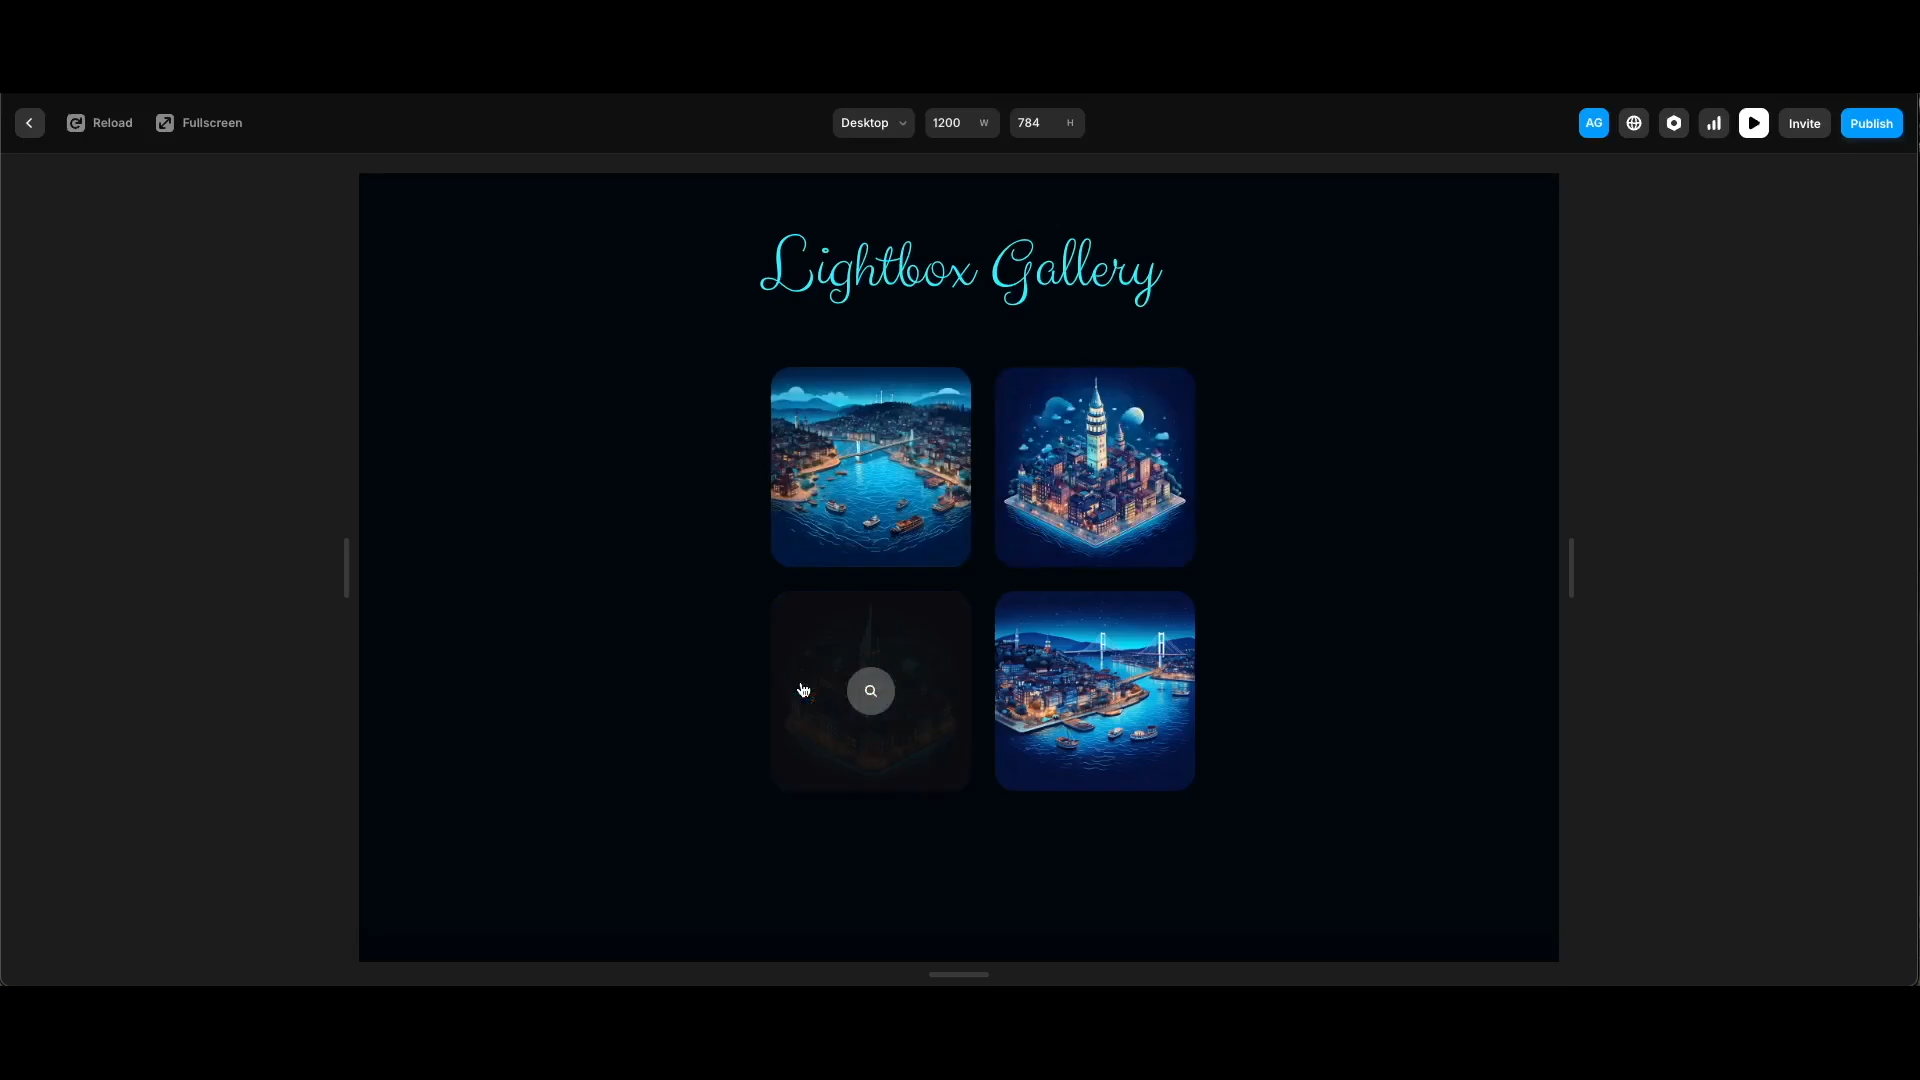 Reload
Fullscreen
Desktop
1200 W
784 H
AG
Invite
Publish
Lightbox Gallery